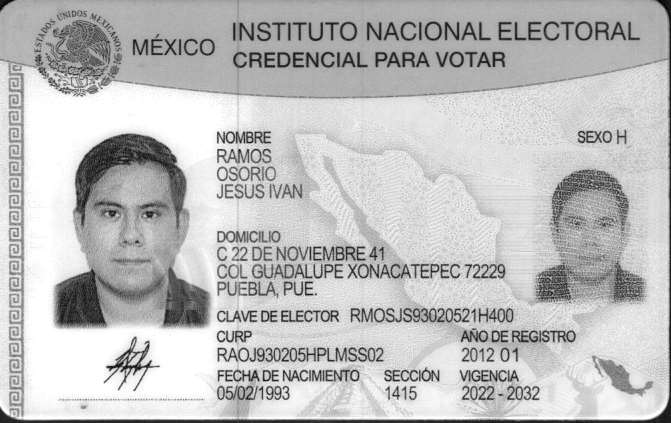 ESTADOS UNIDOS MEXICANOS
MÉXICO
INSTITUTO NACIONAL ELECTORAL
CREDENCIAL PARA VOTAR
NOMBRE
SEXO H
RAMOS
OSORIO
JESUS IVAN
DOMICILIO
C 22 DE NOVIEMBRE 41
COL GUADALUPE XONACATEPEC 72229
PUEBLA, PUE.
CLAVE DE ELECTOR RMOSJS93020521H400
CURP
AÑO DE REGISTRO
RAOJ930205HPLMSS02
2012 01
FECHA DE NACIMIENTO SECCIÓN VIGENCIA
05/02/1993 1415 2022 - 2032